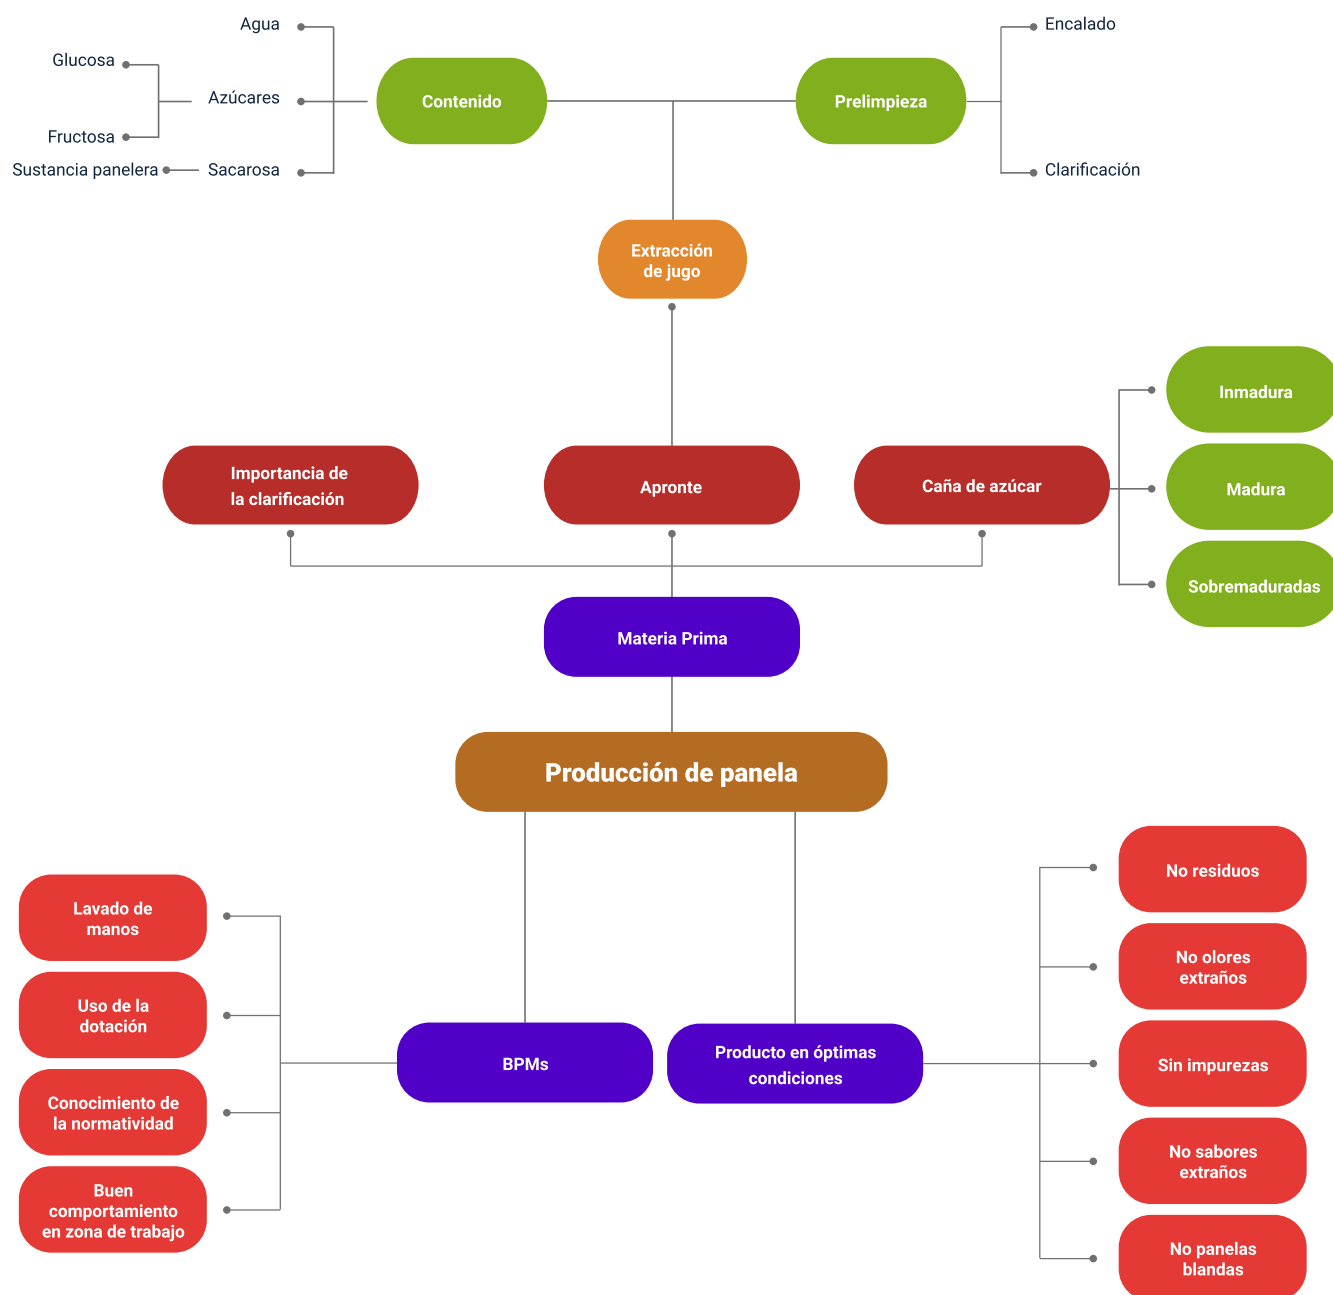 Agua
Encalado
Glucosa
Azúcares
Contenido
Prelimpieza
Fructosa
Sustancia panelera
Sacarosa
Clarificación
Extracción
de jugo
Inmadura
Importancia de
la clarificación
Apronte
Caña de azúcar
Madura
Sobremaduradas
Materia Prima
Producción de panela
No residuos
Lavado de
manos
No olores
extraños
Uso de la
dotación
BPMs
Producto en óptimas
condiciones
Sin impurezas
Conocimiento de
la normatividad
No sabores
extraños
Buen
comportamiento
en zona de trabajo
No panelas
blandas